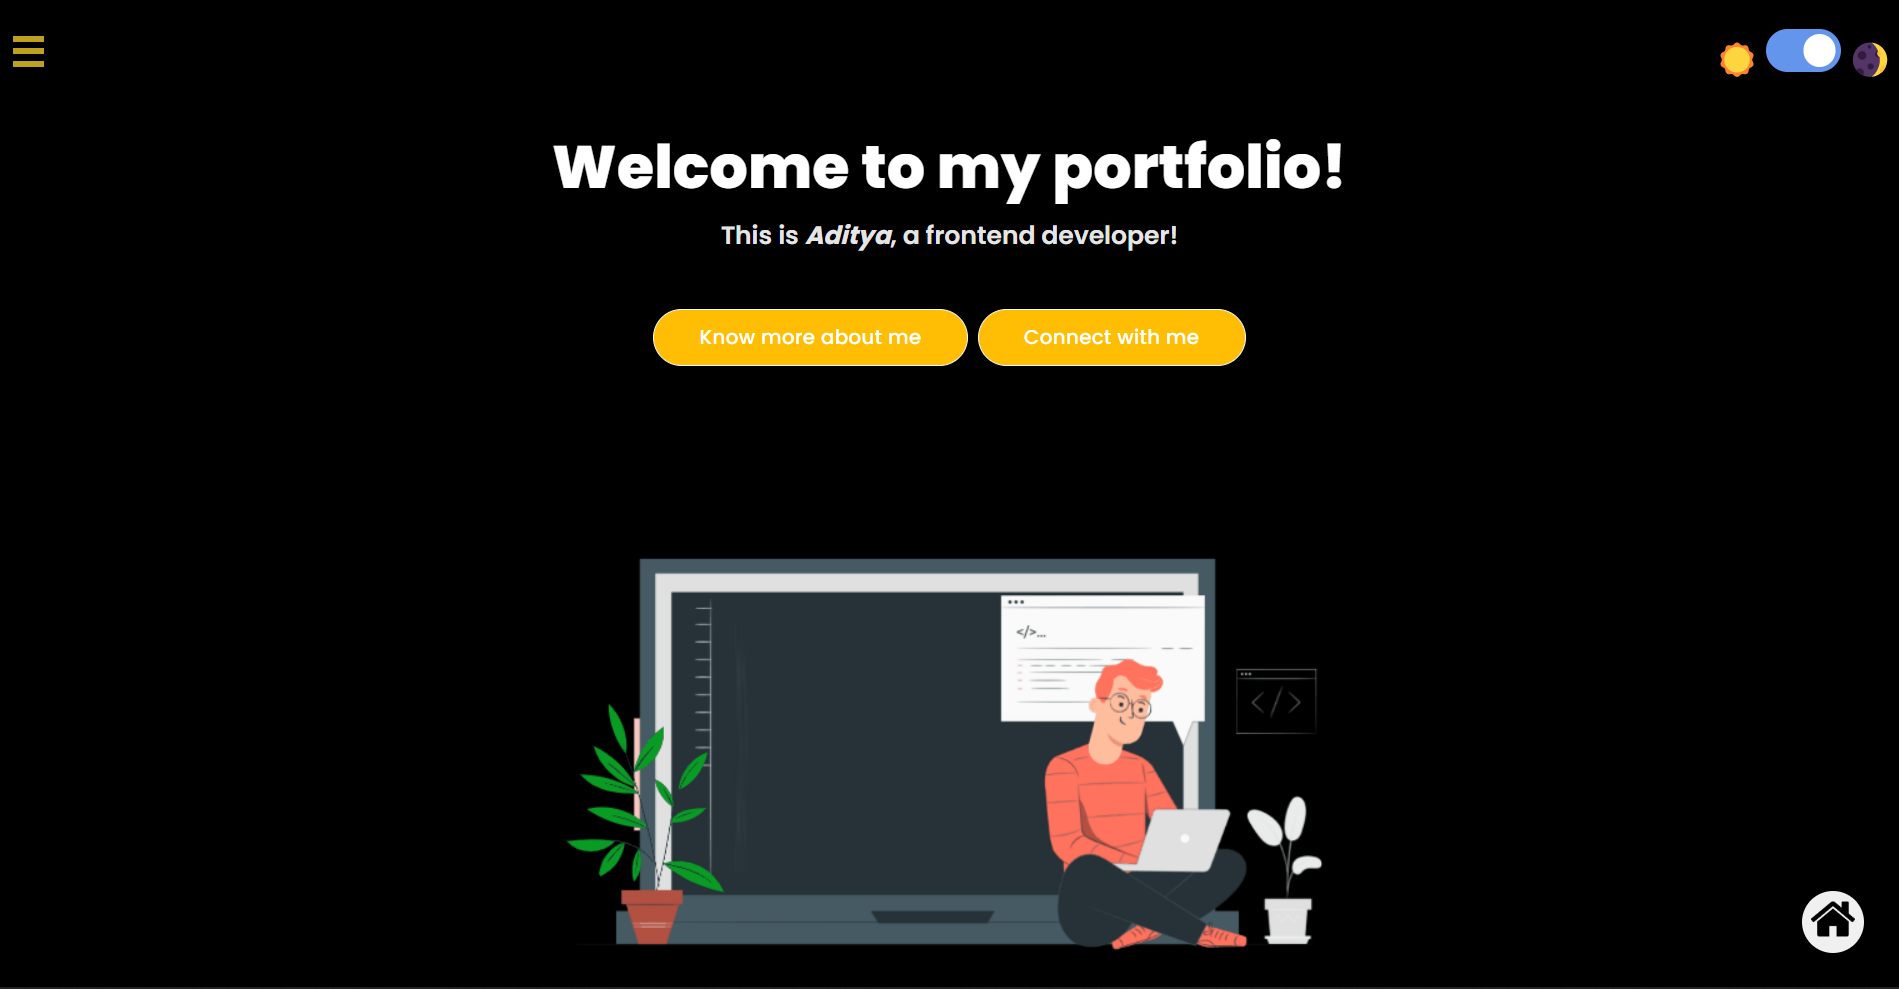 Welcome to my portfolio!
This is Aditya, a frontend developer!
Know more about me
Connect with me
</>...
</>